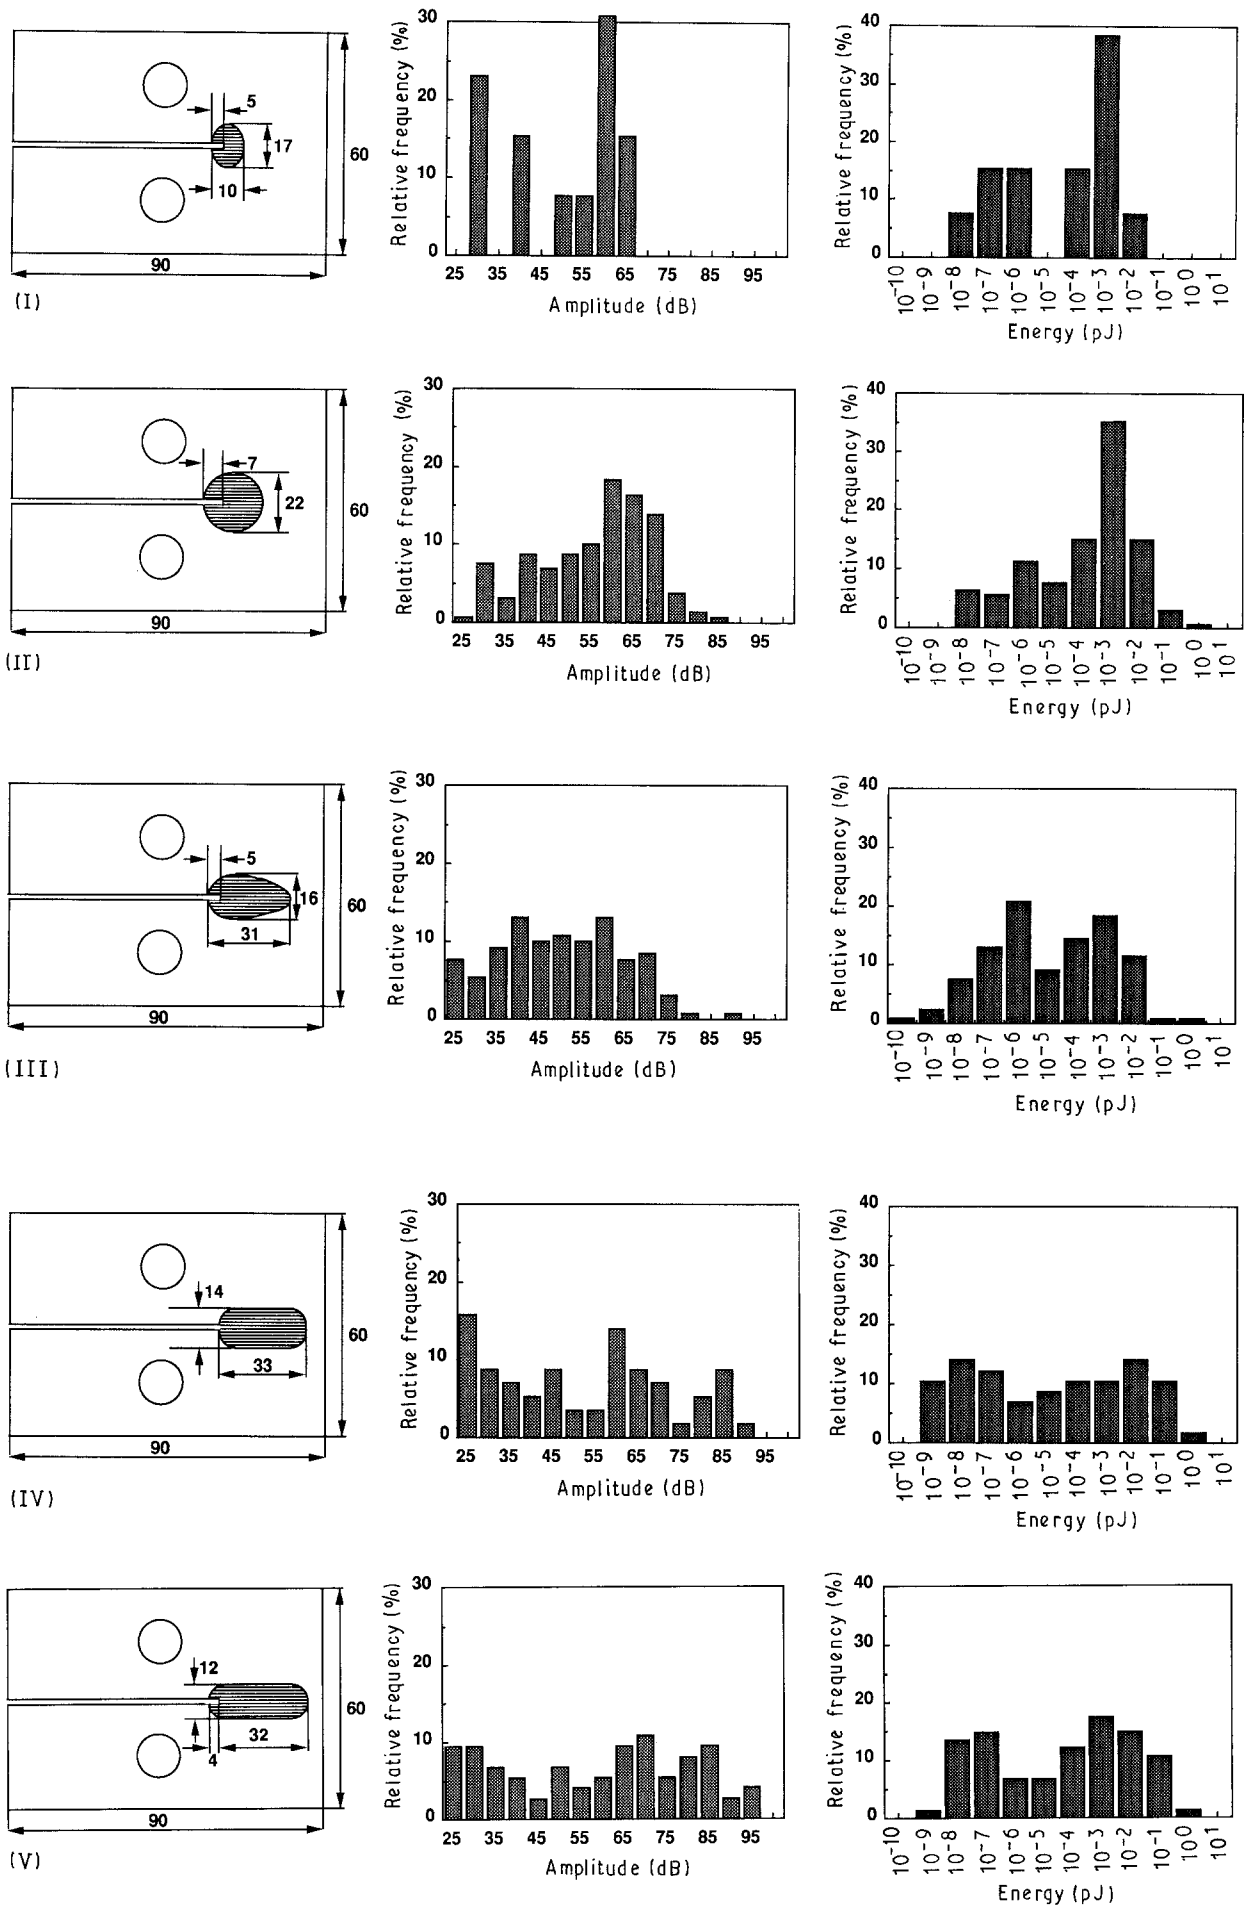 5
17
10
60
90
(I)
Relative frequency (%)
30
20
10
0
25 35 45 55 65 75 85 95
Amplitude (dB)
Relative frequency (%)
40
30
20
10
0
10⁻¹⁰ 10⁻⁹ 10⁻⁸ 10⁻⁷ 10⁻⁶ 10⁻⁵ 10⁻⁴ 10⁻³ 10⁻² 10⁻¹ 10⁰ 10¹
Energy (pJ)
7
22
60
90
(II)
Relative frequency (%)
30
20
10
0
25 35 45 55 65 75 85 95
Amplitude (dB)
Relative frequency (%)
40
30
20
10
0
10⁻¹⁰ 10⁻⁹ 10⁻⁸ 10⁻⁷ 10⁻⁶ 10⁻⁵ 10⁻⁴ 10⁻³ 10⁻² 10⁻¹ 10⁰ 10¹
Energy (pJ)
5
16
31
60
90
(III)
Relative frequency (%)
30
20
10
0
25 35 45 55 65 75 85 95
Amplitude (dB)
Relative frequency (%)
40
30
20
10
0
10⁻¹⁰ 10⁻⁹ 10⁻⁸ 10⁻⁷ 10⁻⁶ 10⁻⁵ 10⁻⁴ 10⁻³ 10⁻² 10⁻¹ 10⁰ 10¹
Energy (pJ)
14
33
60
90
(IV)
Relative frequency (%)
30
20
10
0
25 35 45 55 65 75 85 95
Amplitude (dB)
Relative frequency (%)
40
30
20
10
0
10⁻¹⁰ 10⁻⁹ 10⁻⁸ 10⁻⁷ 10⁻⁶ 10⁻⁵ 10⁻⁴ 10⁻³ 10⁻² 10⁻¹ 10⁰ 10¹
Energy (pJ)
12
32
4
60
90
(V)
Relative frequency (%)
30
20
10
0
25 35 45 55 65 75 85 95
Amplitude (dB)
Relative frequency (%)
40
30
20
10
0
10⁻¹⁰ 10⁻⁹ 10⁻⁸ 10⁻⁷ 10⁻⁶ 10⁻⁵ 10⁻⁴ 10⁻³ 10⁻² 10⁻¹ 10⁰ 10¹
Energy (pJ)